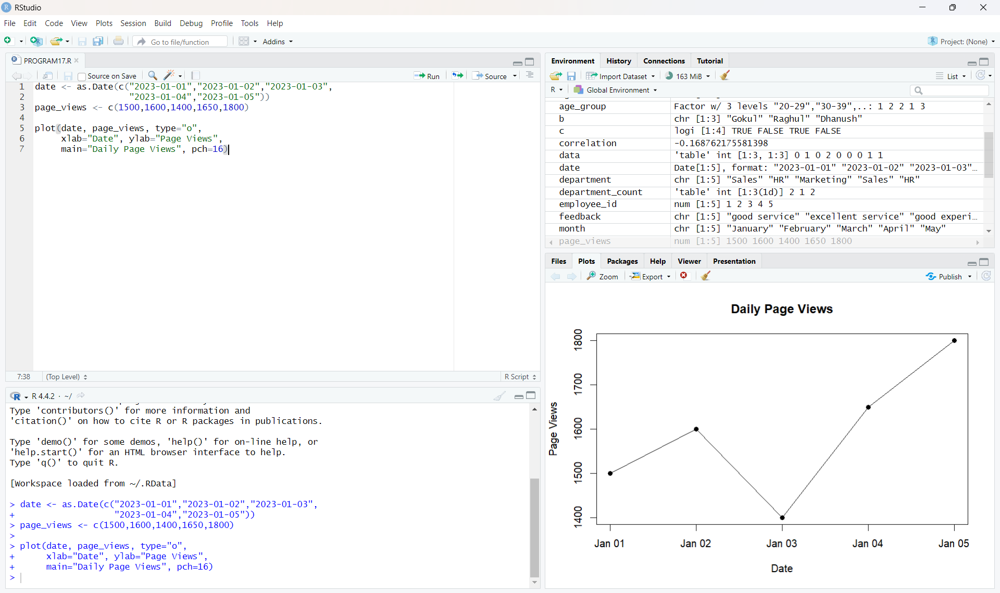 RStudio
File Edit Code View Plots Session Build Debug Profile Tools Help
Go to file/function Addins Project: (None)
PROGRAM17.R
Source on Save Run Source
1 date <- as.Date(c("2023-01-01","2023-01-02","2023-01-03",
2 "2023-01-04","2023-01-05"))
3 page_views <- c(1500,1600,1400,1650,1800)
4
5 plot(date, page_views, type="o",
6 xlab="Date", ylab="Page Views",
7 main="Daily Page Views", pch=16)
7:38 (Top Level) R Script
R 4.4.2 · ~/
Type 'contributors()' for more information and
'citation()' on how to cite R or R packages in publications.
Type 'demo()' for some demos, 'help()' for on-line help, or
'help.start()' for an HTML browser interface to help.
Type 'q()' to quit R.
[Workspace loaded from ~/.RData]
> date <- as.Date(c("2023-01-01","2023-01-02","2023-01-03",
+ "2023-01-04","2023-01-05"))
> page_views <- c(1500,1600,1400,1650,1800)
>
> plot(date, page_views, type="o",
+ xlab="Date", ylab="Page Views",
+ main="Daily Page Views", pch=16)
>
Environment History Connections Tutorial
Import Dataset 163 MiB List
R Global Environment
age_group Factor w/ 3 levels "20-29","30-39",..: 1 2 2 1 3
b chr [1:3] "Gokul" "Raghul" "Dhanush"
c logi [1:4] TRUE FALSE TRUE FALSE
correlation -0.168762175581398
data 'table' int [1:3, 1:3] 0 1 0 2 0 0 0 1 1
date Date[1:5], format: "2023-01-01" "2023-01-02" "2023-01-03"…
department chr [1:5] "Sales" "HR" "Marketing" "Sales" "HR"
department_count 'table' int [1:3(1d)] 2 1 2
employee_id num [1:5] 1 2 3 4 5
feedback chr [1:5] "good service" "excellent service" "good experi…
month chr [1:5] "January" "February" "March" "April" "May"
page_views num [1:5] 1500 1600 1400 1650 1800
Files Plots Packages Help Viewer Presentation
Zoom Export Publish
Daily Page Views
Page Views
1800
1700
1600
1500
1400
Jan 01 Jan 02 Jan 03 Jan 04 Jan 05
Date